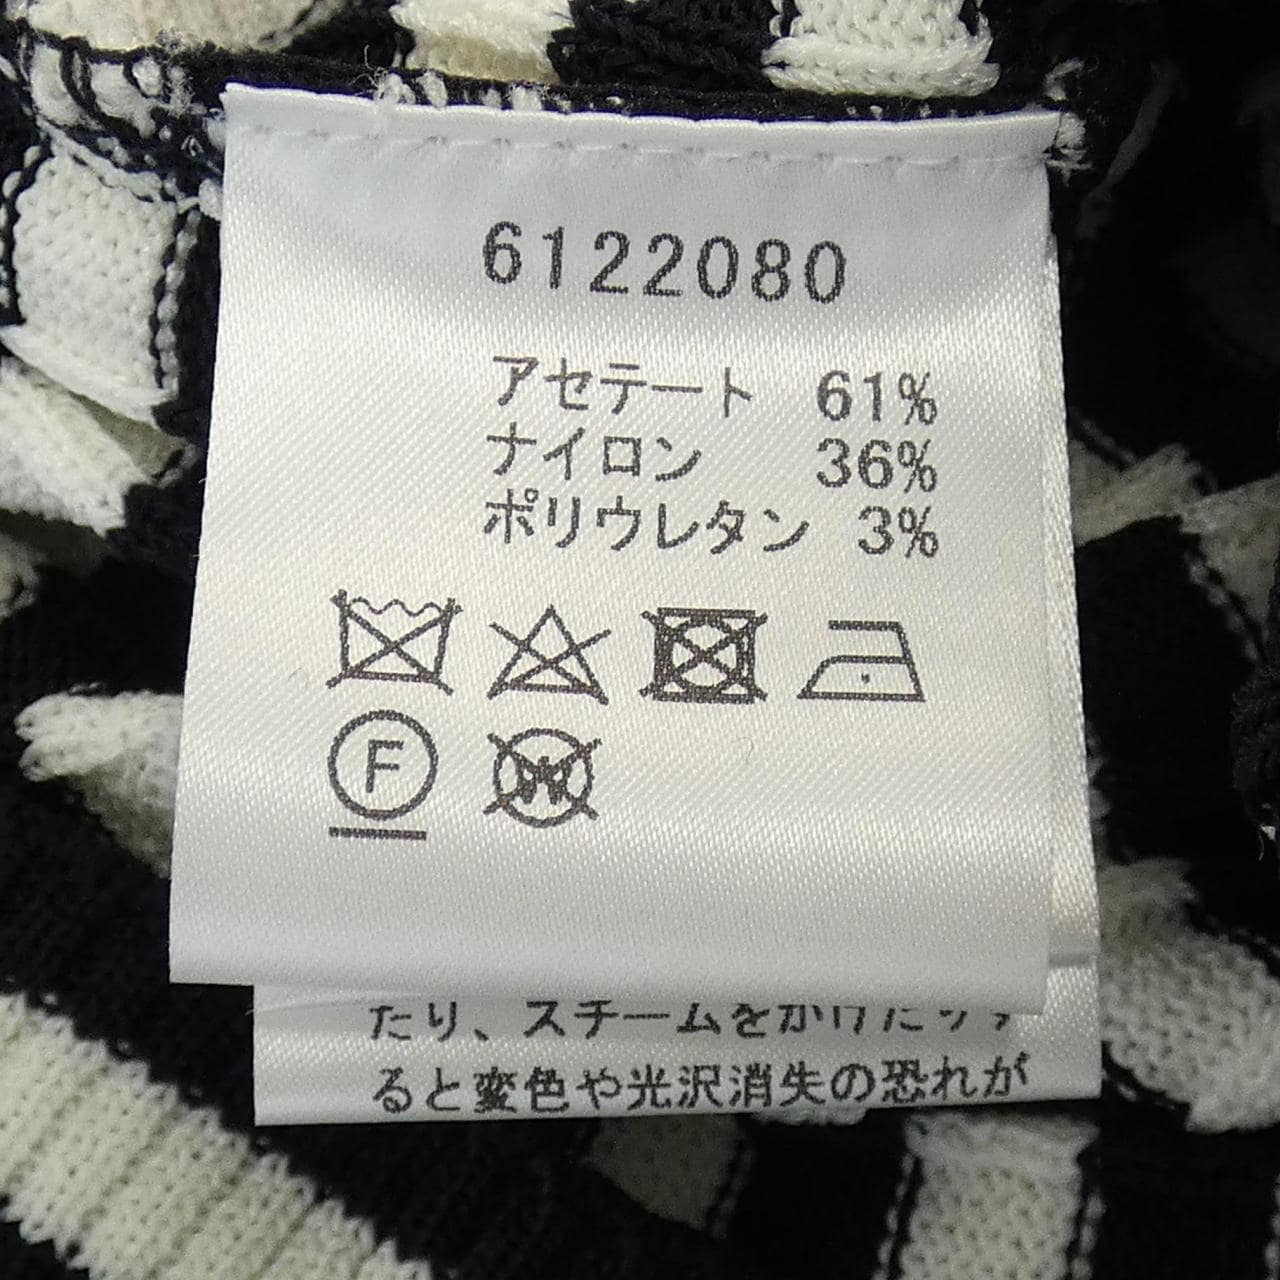 6122080
アセテート 61%
ナイロン 36%
ポリウレタン 3%
F
W
たり、スチームをかけたりす
ると変色や光沢消失の恐れが